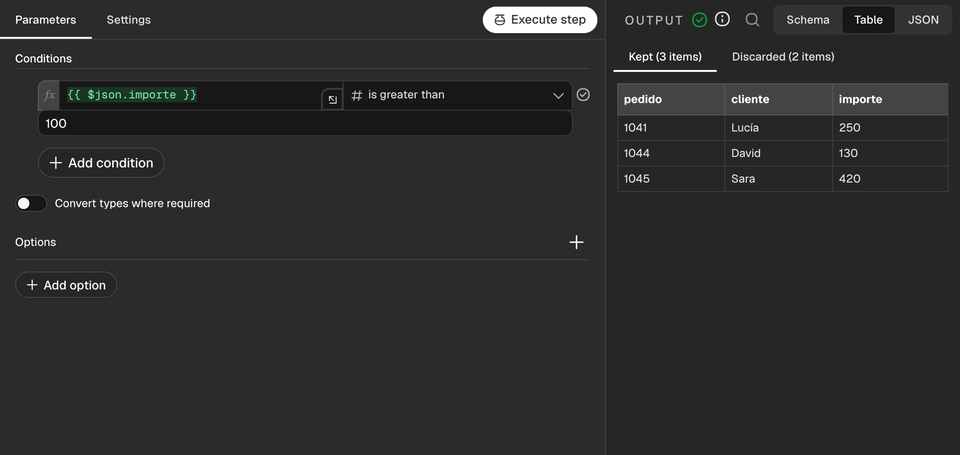 Parameters Settings Execute step
Conditions
fx {{ $json.importe }} # is greater than
100
+ Add condition
Convert types where required
Options +
+ Add option
OUTPUT Schema Table JSON
Kept (3 items) Discarded (2 items)
pedido cliente importe
1041 Lucía 250
1044 David 130
1045 Sara 420